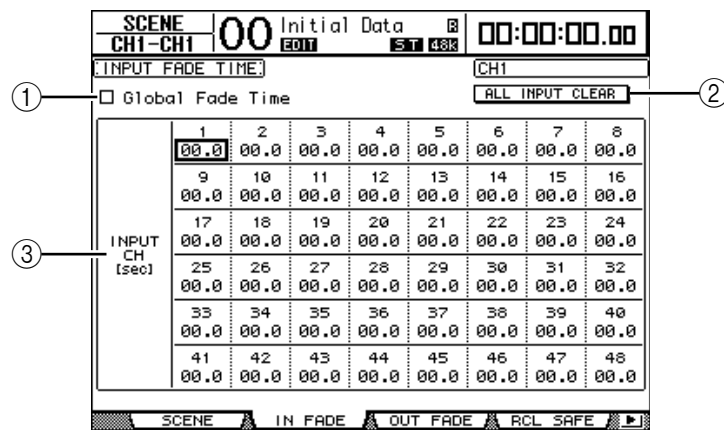 SCENE
CH1-CH1
00 Initial Data R
EDIT ST 48K
00:00:00.00
INPUT FADE TIME
CH1
① Global Fade Time
ALL INPUT CLEAR ②
1 2 3 4 5 6 7 8
00.0 00.0 00.0 00.0 00.0 00.0 00.0 00.0
9 10 11 12 13 14 15 16
00.0 00.0 00.0 00.0 00.0 00.0 00.0 00.0
17 18 19 20 21 22 23 24
③ INPUT CH [sec]
00.0 00.0 00.0 00.0 00.0 00.0 00.0 00.0
25 26 27 28 29 30 31 32
00.0 00.0 00.0 00.0 00.0 00.0 00.0 00.0
33 34 35 36 37 38 39 40
00.0 00.0 00.0 00.0 00.0 00.0 00.0 00.0
41 42 43 44 45 46 47 48
00.0 00.0 00.0 00.0 00.0 00.0 00.0 00.0
SCENE IN FADE OUT FADE RCL SAFE